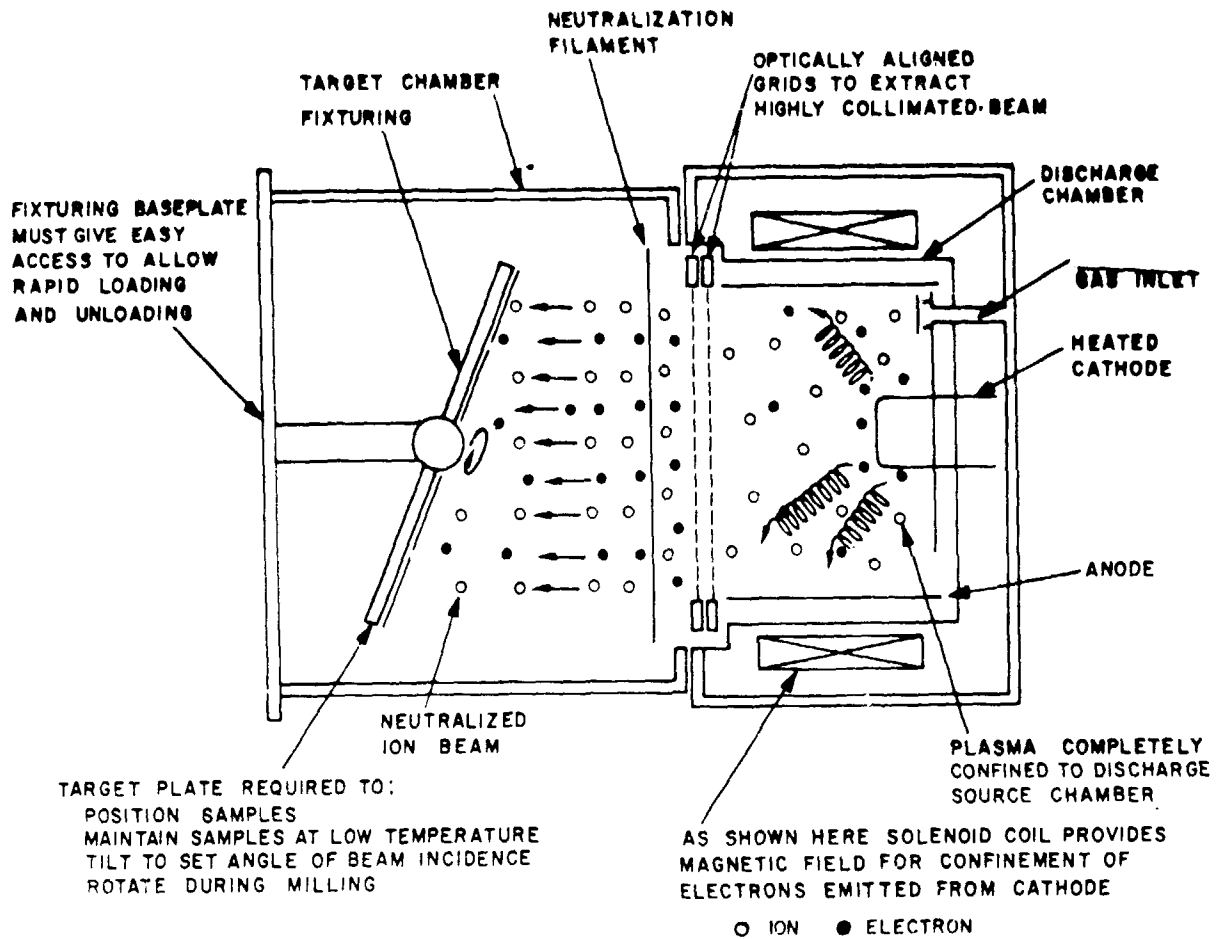 NEUTRALIZATION
FILAMENT
OPTICALLY ALIGNED
GRIDS TO EXTRACT
HIGHLY COLLIMATED BEAM
TARGET CHAMBER
FIXTURING
DISCHARGE
CHAMBER
FIXTURING BASEPLATE
MUST GIVE EASY
ACCESS TO ALLOW
RAPID LOADING
AND UNLOADING
GAS INLET
HEATED
CATHODE
ANODE
NEUTRALIZED
ION BEAM
PLASMA COMPLETELY
CONFINED TO DISCHARGE
SOURCE CHAMBER
TARGET PLATE REQUIRED TO:
POSITION SAMPLES
MAINTAIN SAMPLES AT LOW TEMPERATURE
TILT TO SET ANGLE OF BEAM INCIDENCE
ROTATE DURING MILLING
AS SHOWN HERE SOLENOID COIL PROVIDES
MAGNETIC FIELD FOR CONFINEMENT OF
ELECTRONS EMITTED FROM CATHODE
ION
ELECTRON